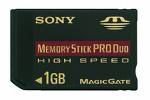 SONY
MEMORY STICK PRO DUO
HIGH SPEED
◀1GB
MAGICGATE